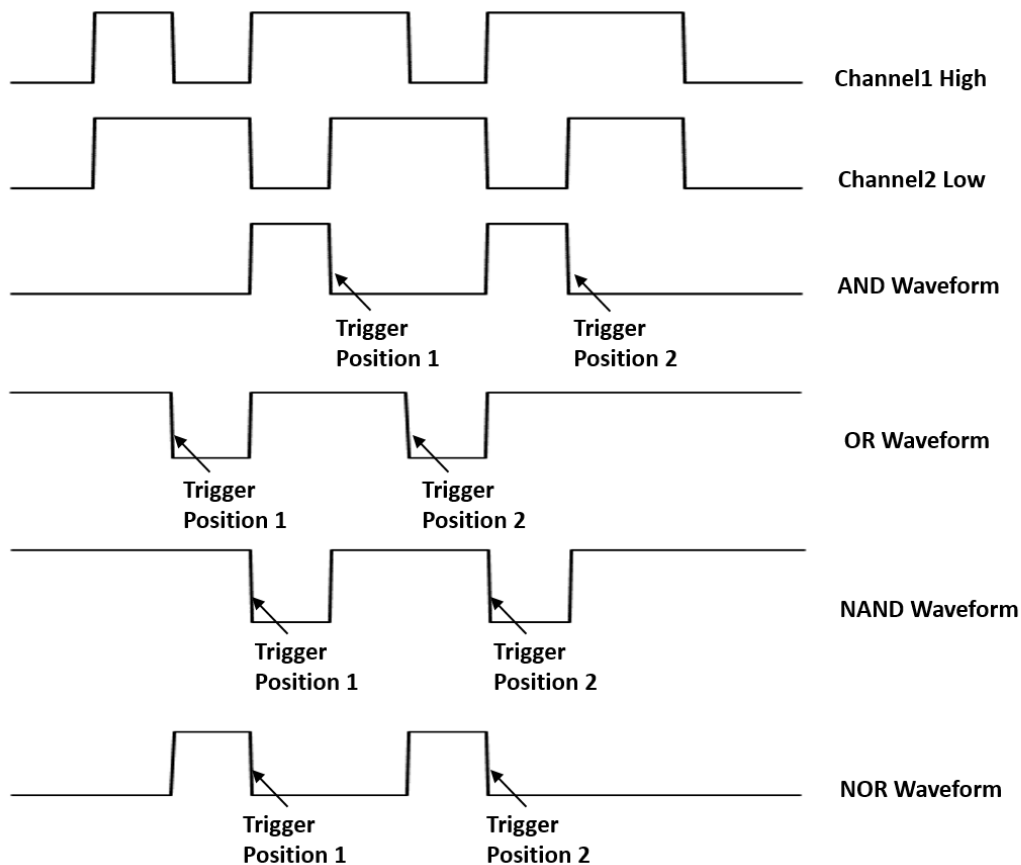 Channel1 High
Channel2 Low
AND Waveform
Trigger
Position 1
Trigger
Position 2
OR Waveform
Trigger
Position 1
Trigger
Position 2
NAND Waveform
Trigger
Position 1
Trigger
Position 2
NOR Waveform
Trigger
Position 1
Trigger
Position 2